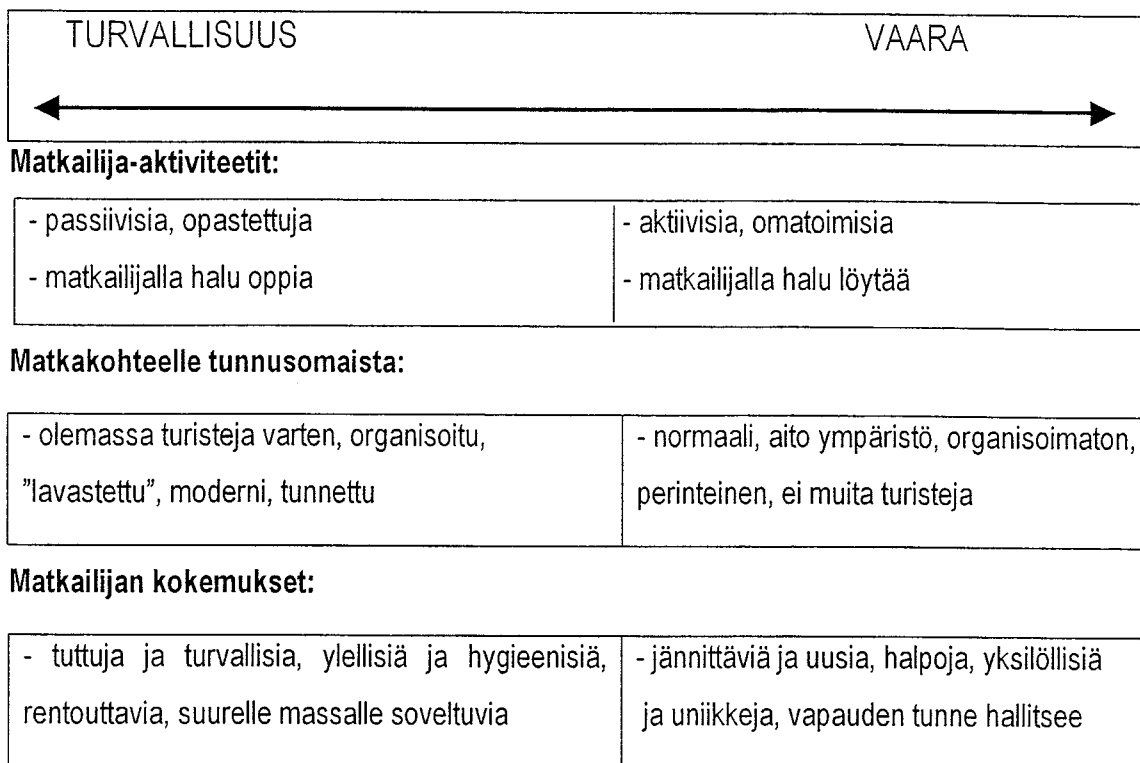 TURVALLISUUS VAARA
Matkailija-aktiviteetit:
- passiivisia, opastettuja
- matkailijalla halu oppia
- aktiivisia, omatoimisia
- matkailijalla halu löytää
Matkakohteelle tunnusomaista:
- olemassa turisteja varten, organisoitu,
"lavastettu", moderni, tunnettu
- normaali, aito ympäristö, organisoimaton,
perinteinen, ei muita turisteja
Matkailijan kokemukset:
- tuttuja ja turvallisia, ylellisiä ja hygieenisiä,
rentouttavia, suurelle massalle soveltuvia
- jännittäviä ja uusia, halpoja, yksilöllisiä
ja uniikkeja, vapauden tunne hallitsee